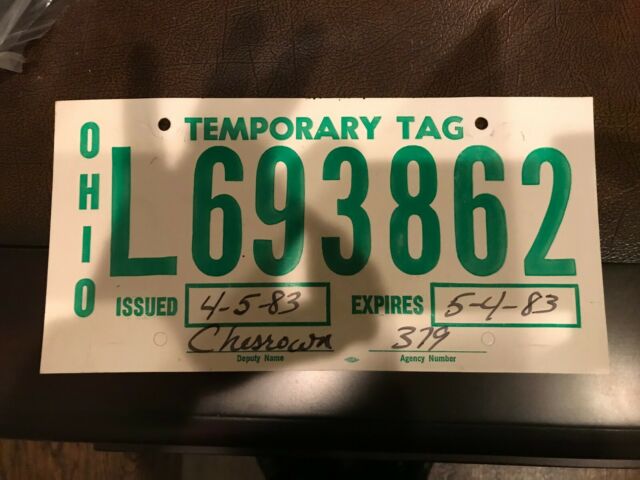 OHIO
TEMPORARY TAG
L693862
ISSUED 4-5-83 EXPIRES 5-4-83
Chesrown 379
Deputy Name Agency Number